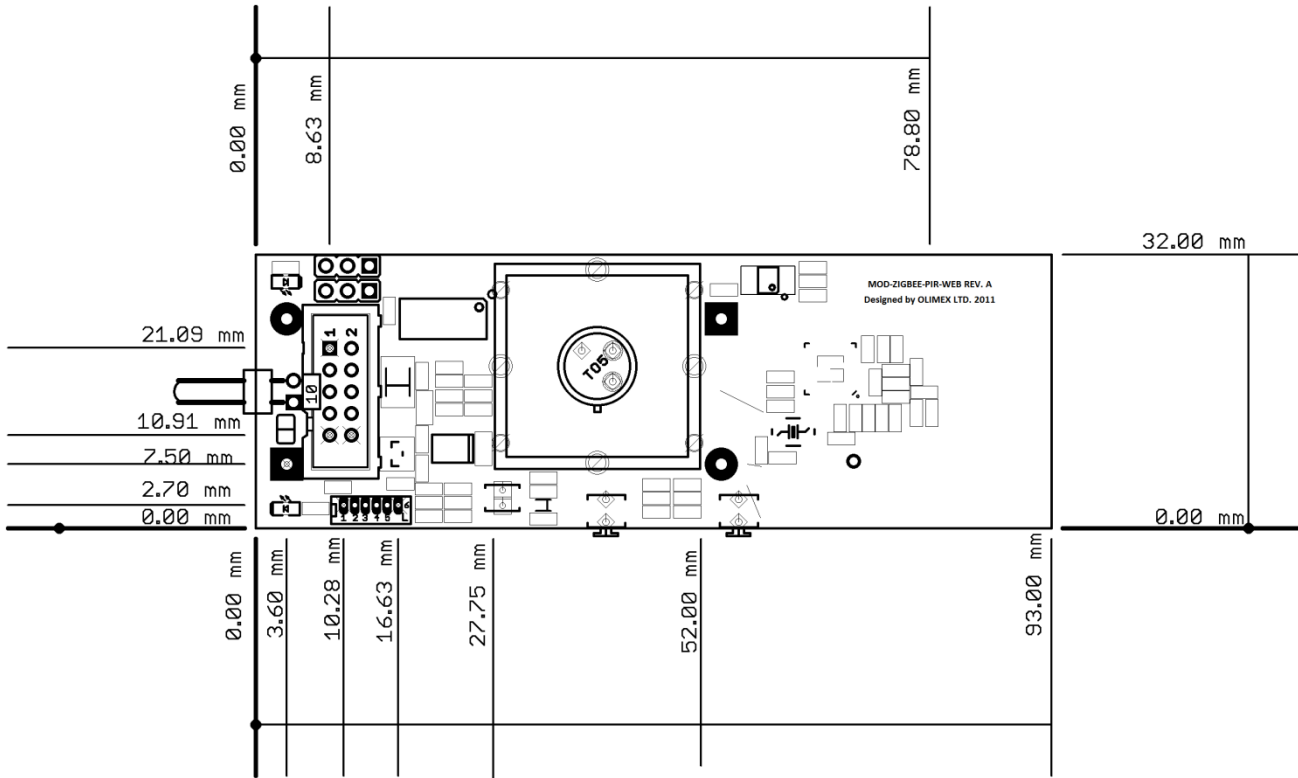 0.00 mm
8.63 mm
78.80 mm
32.00 mm
MOD-ZIGBEE-PIR-WEB REV. A
Designed by OLIMEX LTD. 2011
21.09 mm
1 2
TO5
10
10.91 mm
7.50 mm
2.70 mm
0.00 mm
1 2 3 4 5 6
0.00 mm
0.00 mm
3.60 mm
10.28 mm
16.63 mm
27.75 mm
52.00 mm
93.00 mm